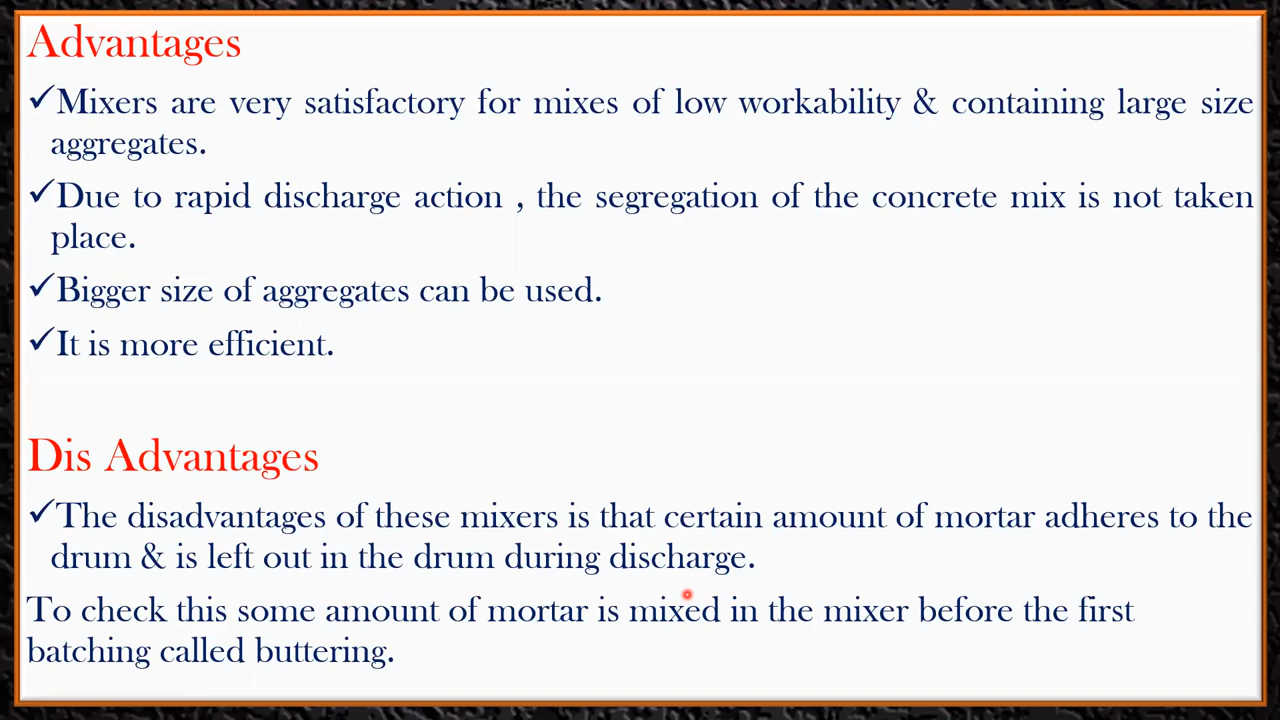 Advantages
✓Mixers are very satisfactory for mixes of low workability & containing large size
aggregates.
✓Due to rapid discharge action , the segregation of the concrete mix is not taken
place.
✓Bigger size of aggregates can be used.
✓It is more efficient.
Dis Advantages
✓The disadvantages of these mixers is that certain amount of mortar adheres to the
drum & is left out in the drum during discharge.
To check this some amount of mortar is mixed in the mixer before the first
batching called buttering.